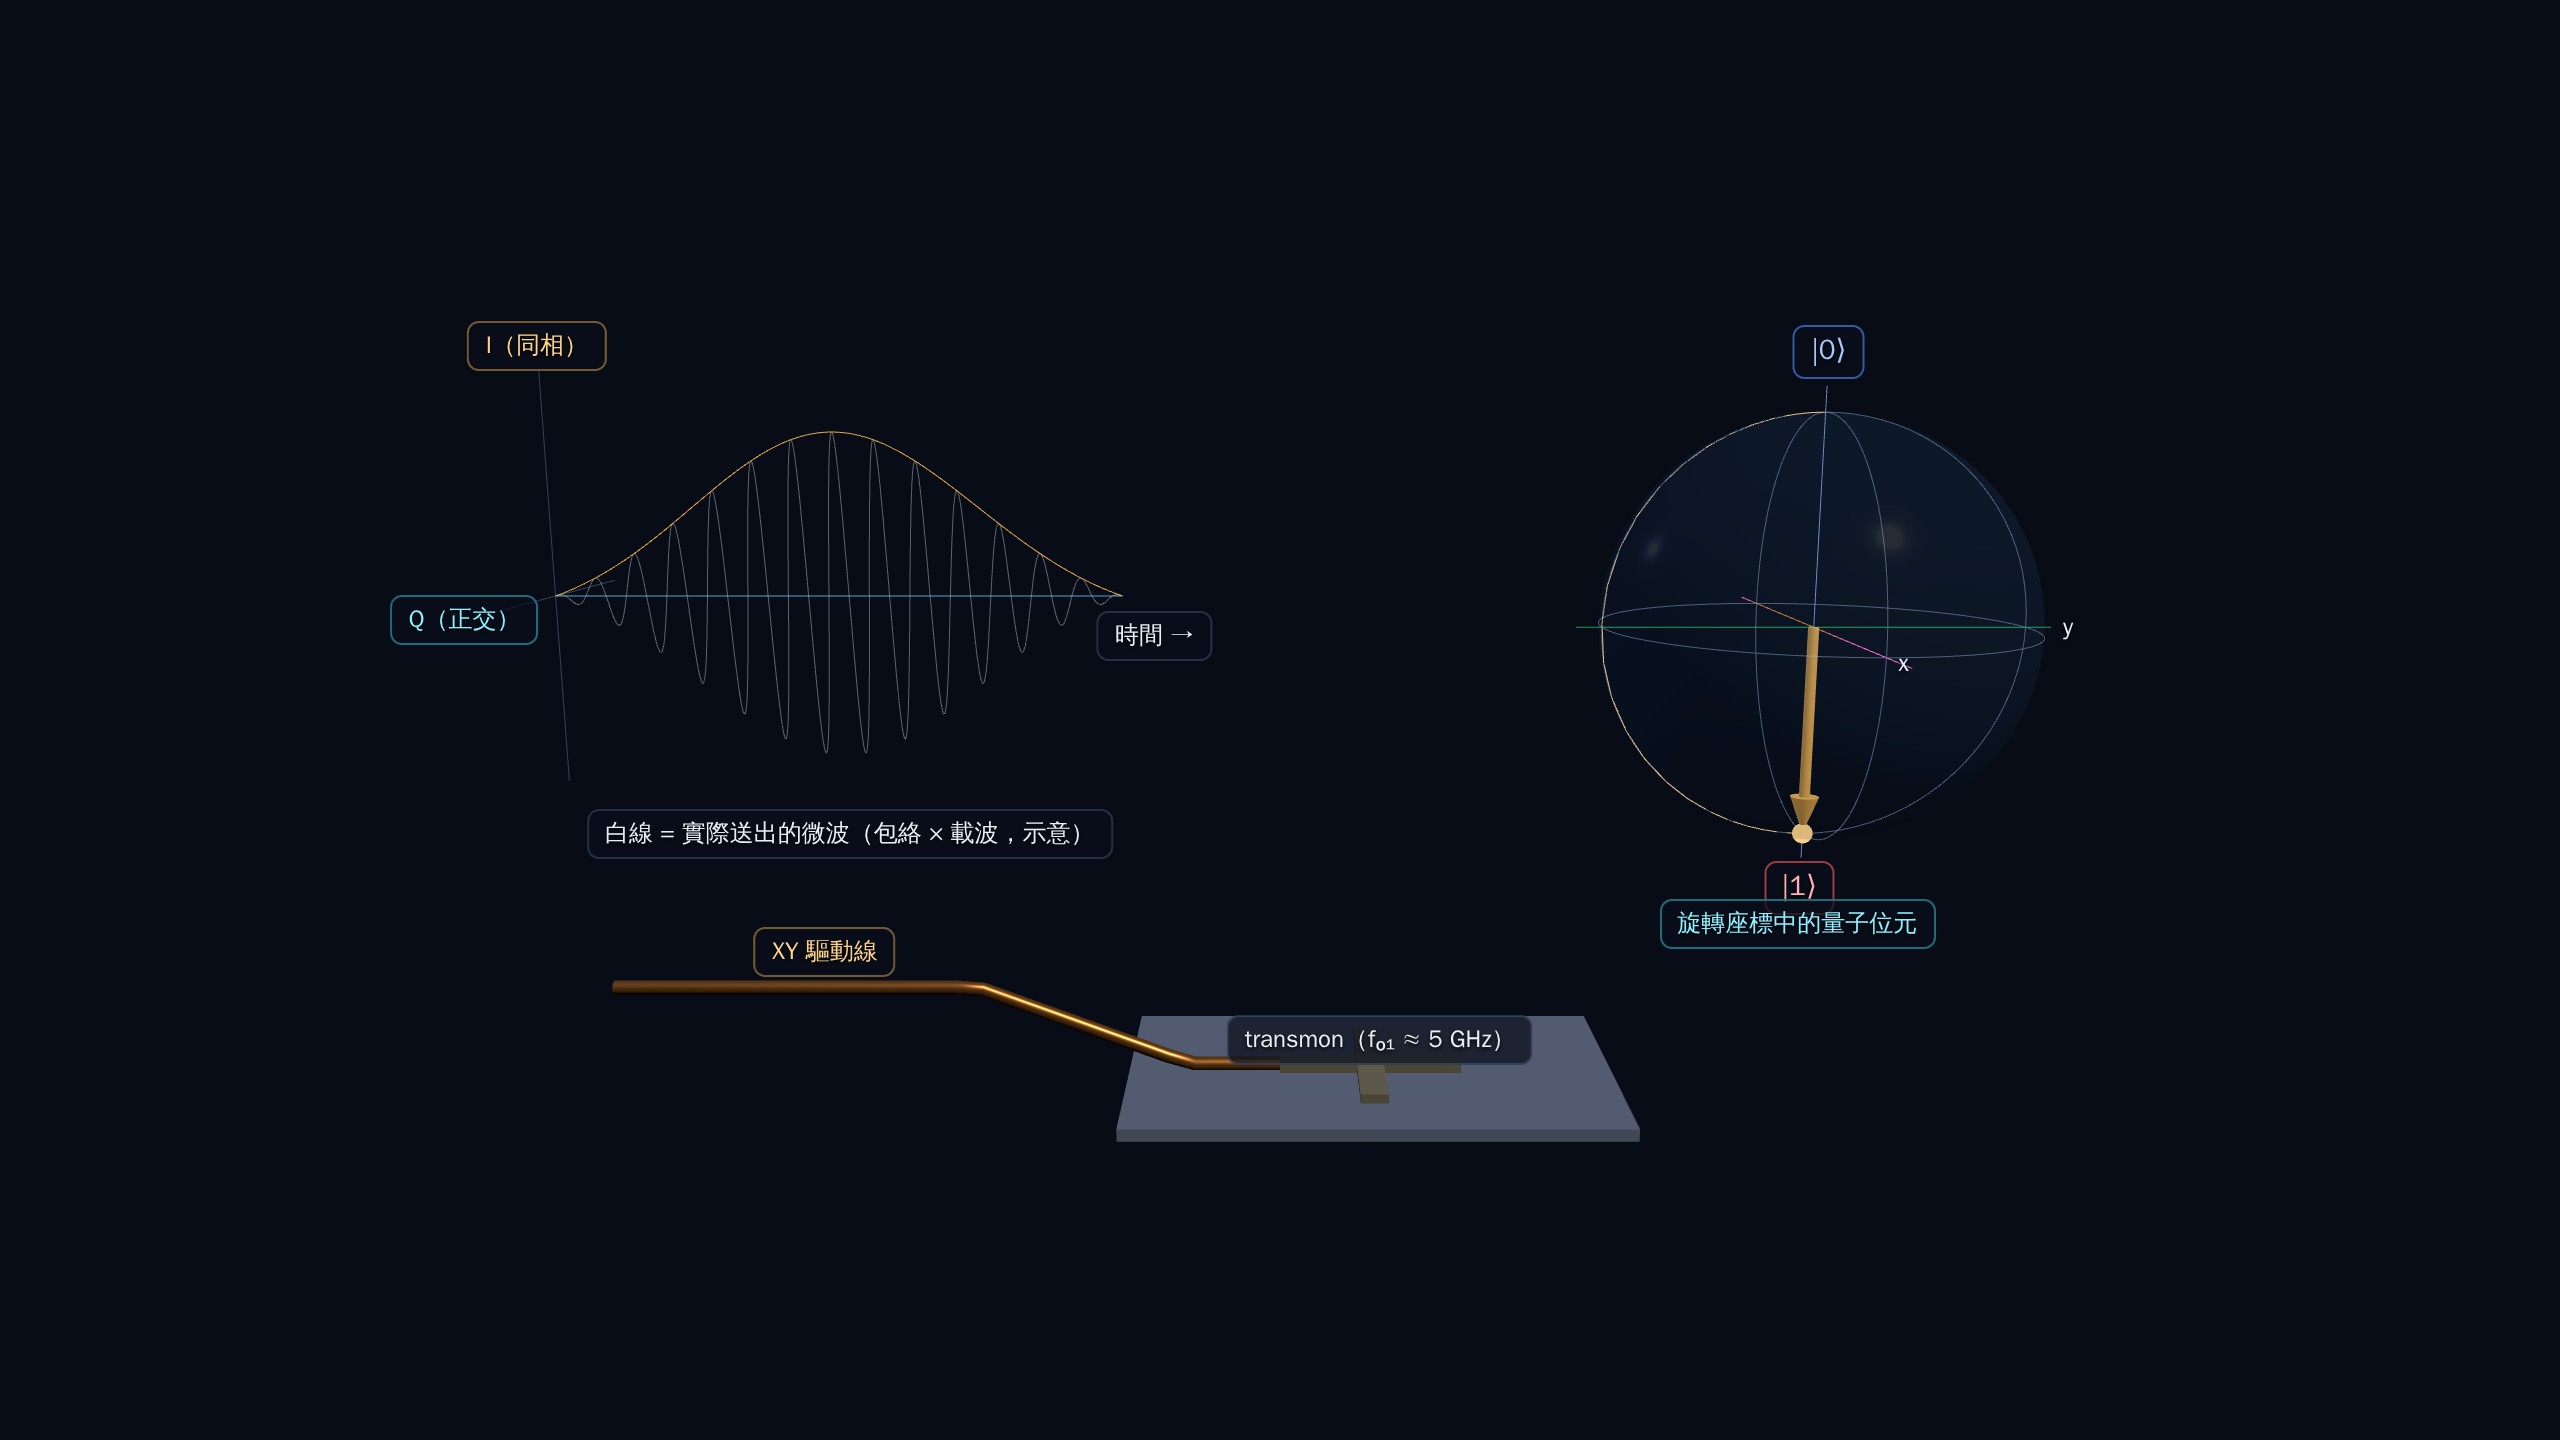 I（同相）
|0⟩
Q（正交）
時間 →
y
x
白線 = 實際送出的微波（包絡 × 載波，示意）
|1⟩
旋轉座標中的量子位元
XY 驅動線
transmon（f₀₁ ≈ 5 GHz）